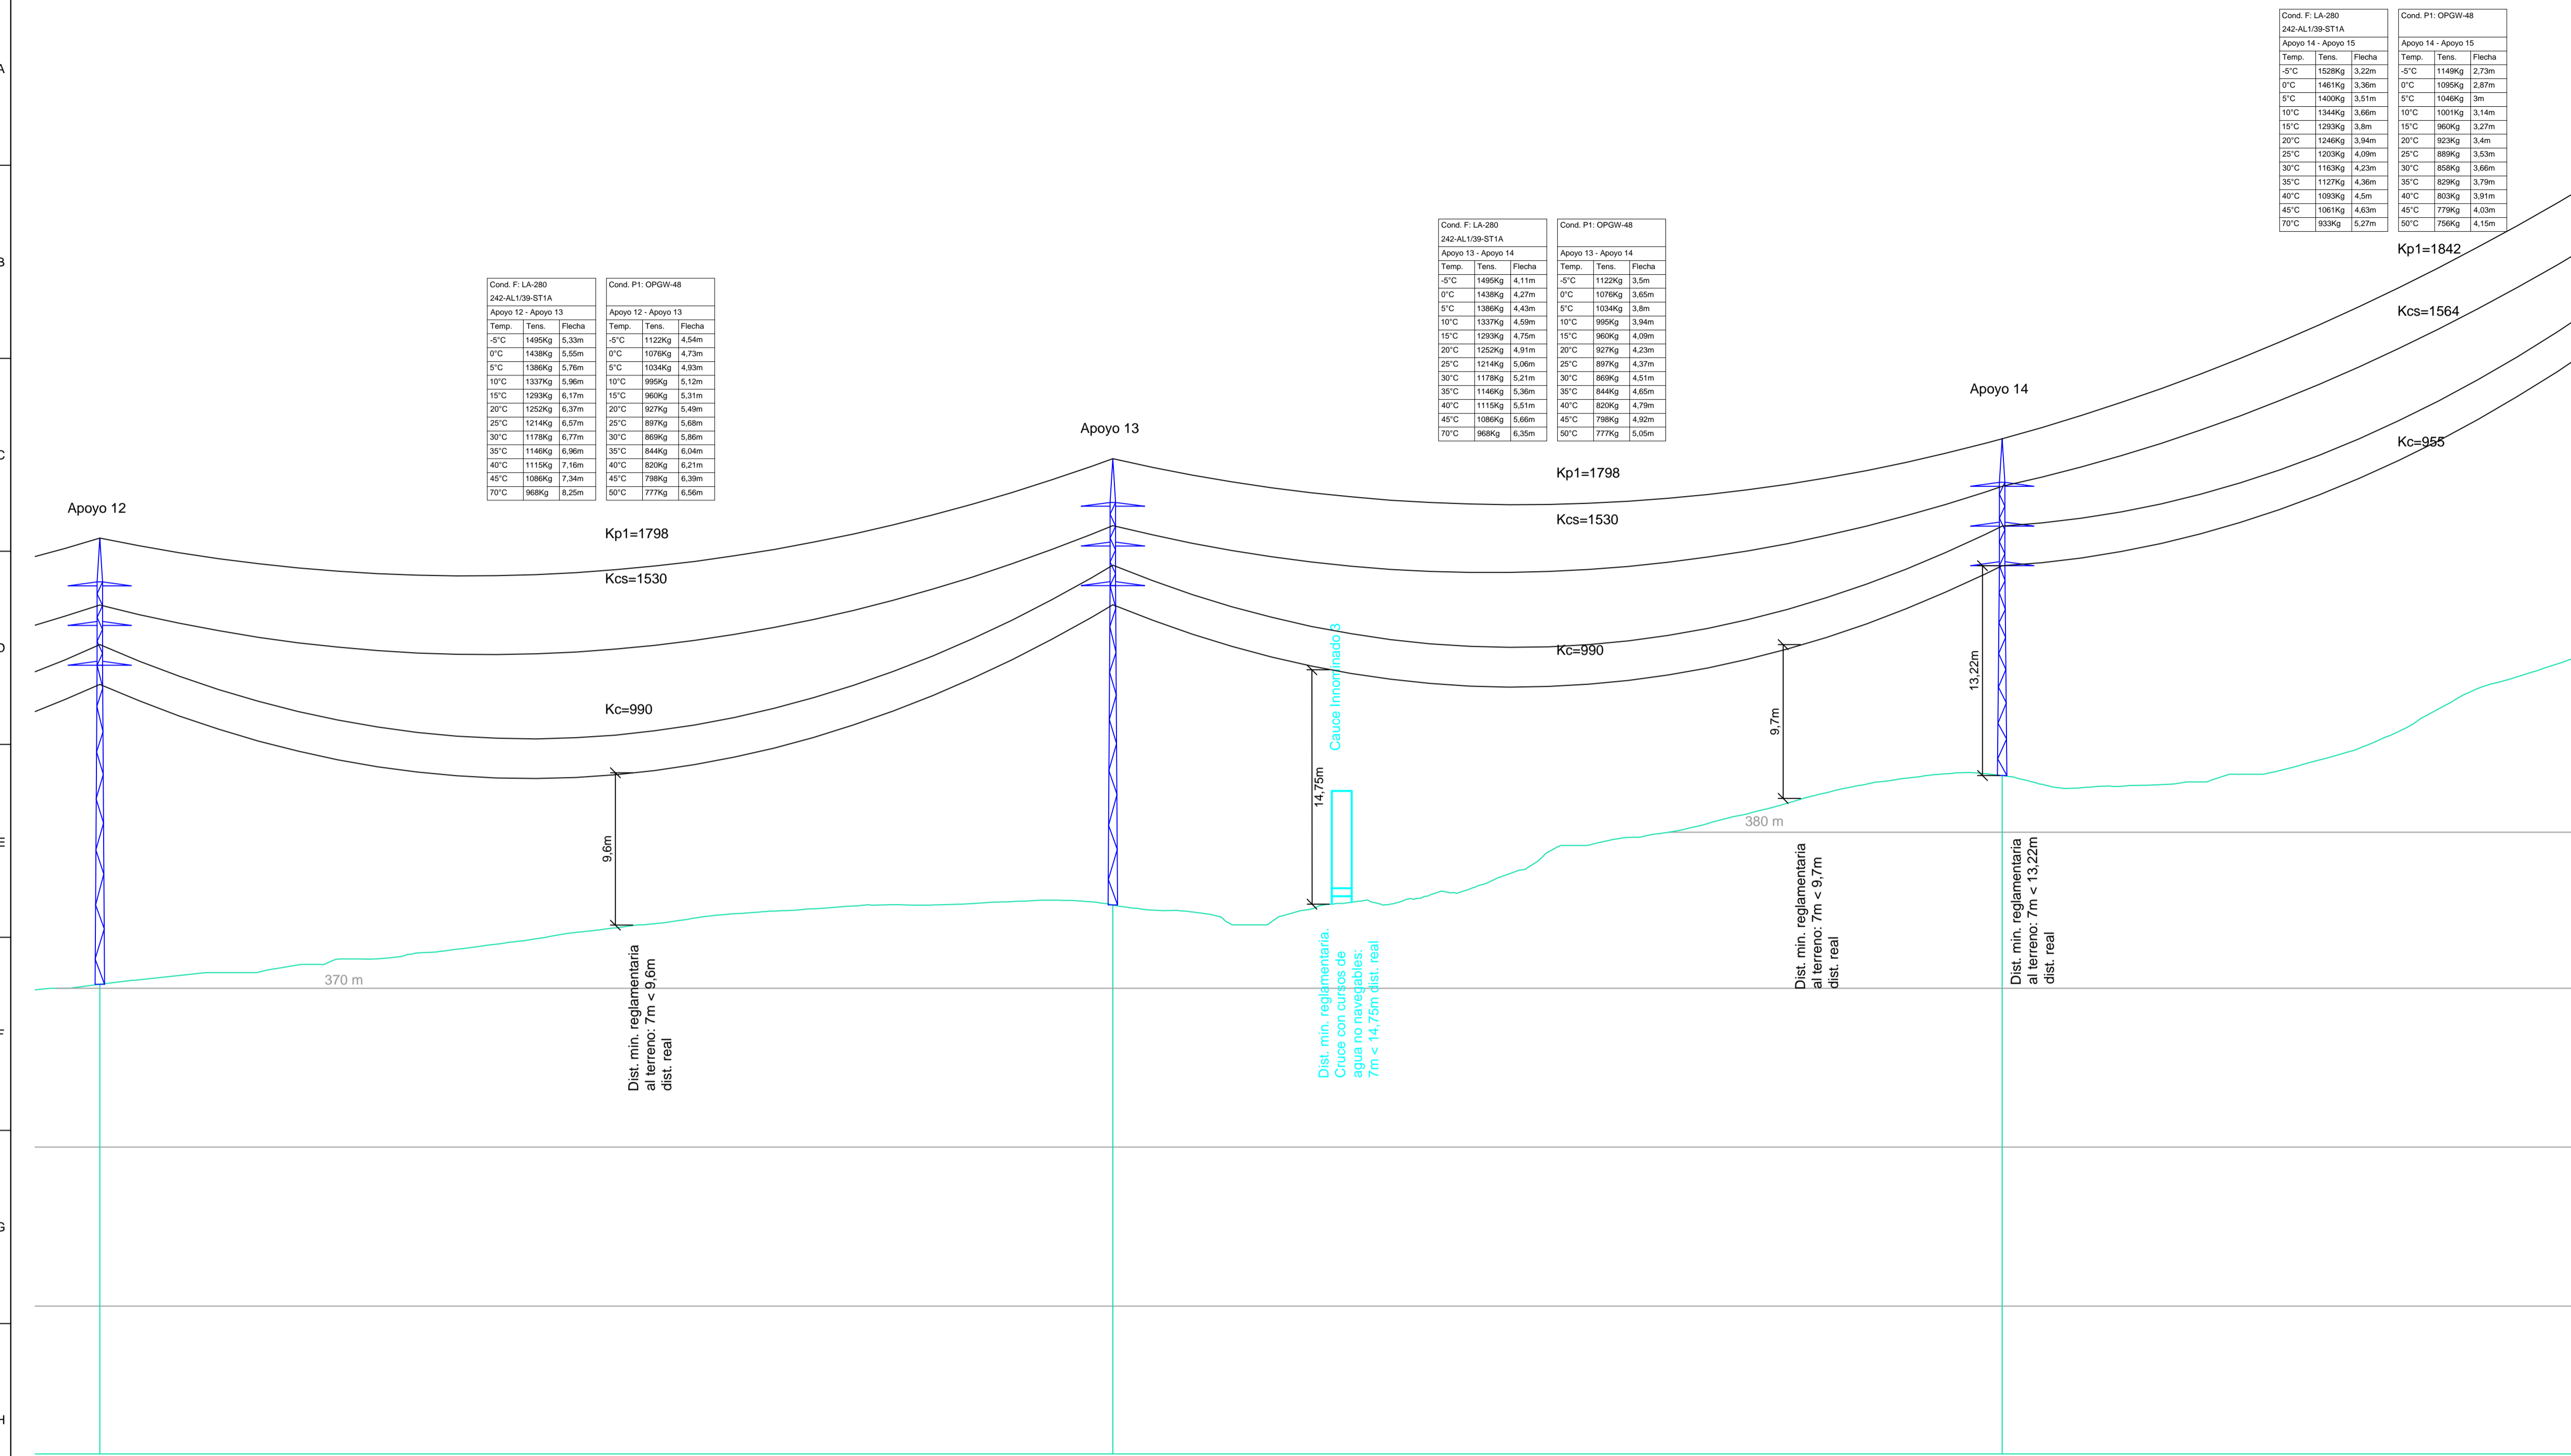 A
B
C
D
E
F
G
H
Cond. F: LA-280
242-AL1/39-ST1A
Apoyo 12 - Apoyo 13
Temp. Tens. Flecha
-5°C 1495Kg 5,33m
0°C 1438Kg 5,55m
5°C 1386Kg 5,76m
10°C 1337Kg 5,96m
15°C 1293Kg 6,17m
20°C 1252Kg 6,37m
25°C 1214Kg 6,57m
30°C 1178Kg 6,77m
35°C 1146Kg 6,96m
40°C 1115Kg 7,16m
45°C 1086Kg 7,34m
70°C 968Kg 8,25m
Cond. P1: OPGW-48
Apoyo 12 - Apoyo 13
Temp. Tens. Flecha
-5°C 1122Kg 4,54m
0°C 1076Kg 4,73m
5°C 1034Kg 4,93m
10°C 995Kg 5,12m
15°C 960Kg 5,31m
20°C 927Kg 5,49m
25°C 897Kg 5,68m
30°C 869Kg 5,86m
35°C 844Kg 6,04m
40°C 820Kg 6,21m
45°C 798Kg 6,39m
50°C 777Kg 6,56m
Cond. F: LA-280
242-AL1/39-ST1A
Apoyo 13 - Apoyo 14
Temp. Tens. Flecha
-5°C 1495Kg 4,11m
0°C 1438Kg 4,27m
5°C 1386Kg 4,43m
10°C 1337Kg 4,59m
15°C 1293Kg 4,75m
20°C 1252Kg 4,91m
25°C 1214Kg 5,06m
30°C 1178Kg 5,21m
35°C 1146Kg 5,36m
40°C 1115Kg 5,51m
45°C 1086Kg 5,66m
70°C 968Kg 6,35m
Cond. P1: OPGW-48
Apoyo 13 - Apoyo 14
Temp. Tens. Flecha
-5°C 1122Kg 3,5m
0°C 1076Kg 3,65m
5°C 1034Kg 3,8m
10°C 995Kg 3,94m
15°C 960Kg 4,09m
20°C 927Kg 4,23m
25°C 897Kg 4,37m
30°C 869Kg 4,51m
35°C 844Kg 4,65m
40°C 820Kg 4,79m
45°C 798Kg 4,92m
50°C 777Kg 5,05m
Cond. F: LA-280
242-AL1/39-ST1A
Apoyo 14 - Apoyo 15
Temp. Tens. Flecha
-5°C 1528Kg 3,22m
0°C 1461Kg 3,36m
5°C 1400Kg 3,51m
10°C 1344Kg 3,66m
15°C 1293Kg 3,8m
20°C 1246Kg 3,94m
25°C 1203Kg 4,09m
30°C 1163Kg 4,23m
35°C 1127Kg 4,36m
40°C 1093Kg 4,5m
45°C 1061Kg 4,63m
70°C 933Kg 5,27m
Cond. P1: OPGW-48
Apoyo 14 - Apoyo 15
Temp. Tens. Flecha
-5°C 1149Kg 2,73m
0°C 1095Kg 2,87m
5°C 1046Kg 3m
10°C 1001Kg 3,14m
15°C 960Kg 3,27m
20°C 923Kg 3,4m
25°C 889Kg 3,53m
30°C 858Kg 3,66m
35°C 829Kg 3,79m
40°C 803Kg 3,91m
45°C 779Kg 4,03m
50°C 756Kg 4,15m
Apoyo 12
Apoyo 13
Apoyo 14
Kp1=1798
Kcs=1530
Kc=990
Kp1=1798
Kcs=1530
Kc=990
Kp1=1842
Kcs=1564
Kc=955
9,6m
14,75m
Cauce Innominado 3
9,7m
13,22m
370 m
380 m
Dist. min. reglamentaria
al terreno: 7m < 9,6m
dist. real
Dist. min. reglamentaria.
Cruce con cursos de
agua no navegables:
7m < 14,75m dist. real
Dist. min. reglamentaria
al terreno: 7m < 9,7m
dist. real
Dist. min. reglamentaria
al terreno: 7m < 13,22m
dist. real